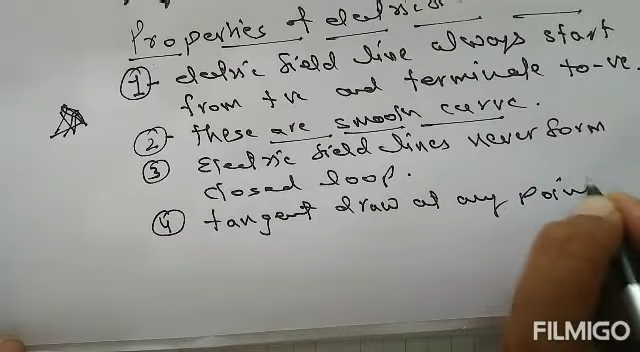 Properties of electric
① - electric field line always start
from +ve and terminate to -ve.
② - these are smooth curve.
③ Electric field lines never form
closed loop.
④ tangent draw at any poin
FILMIGO